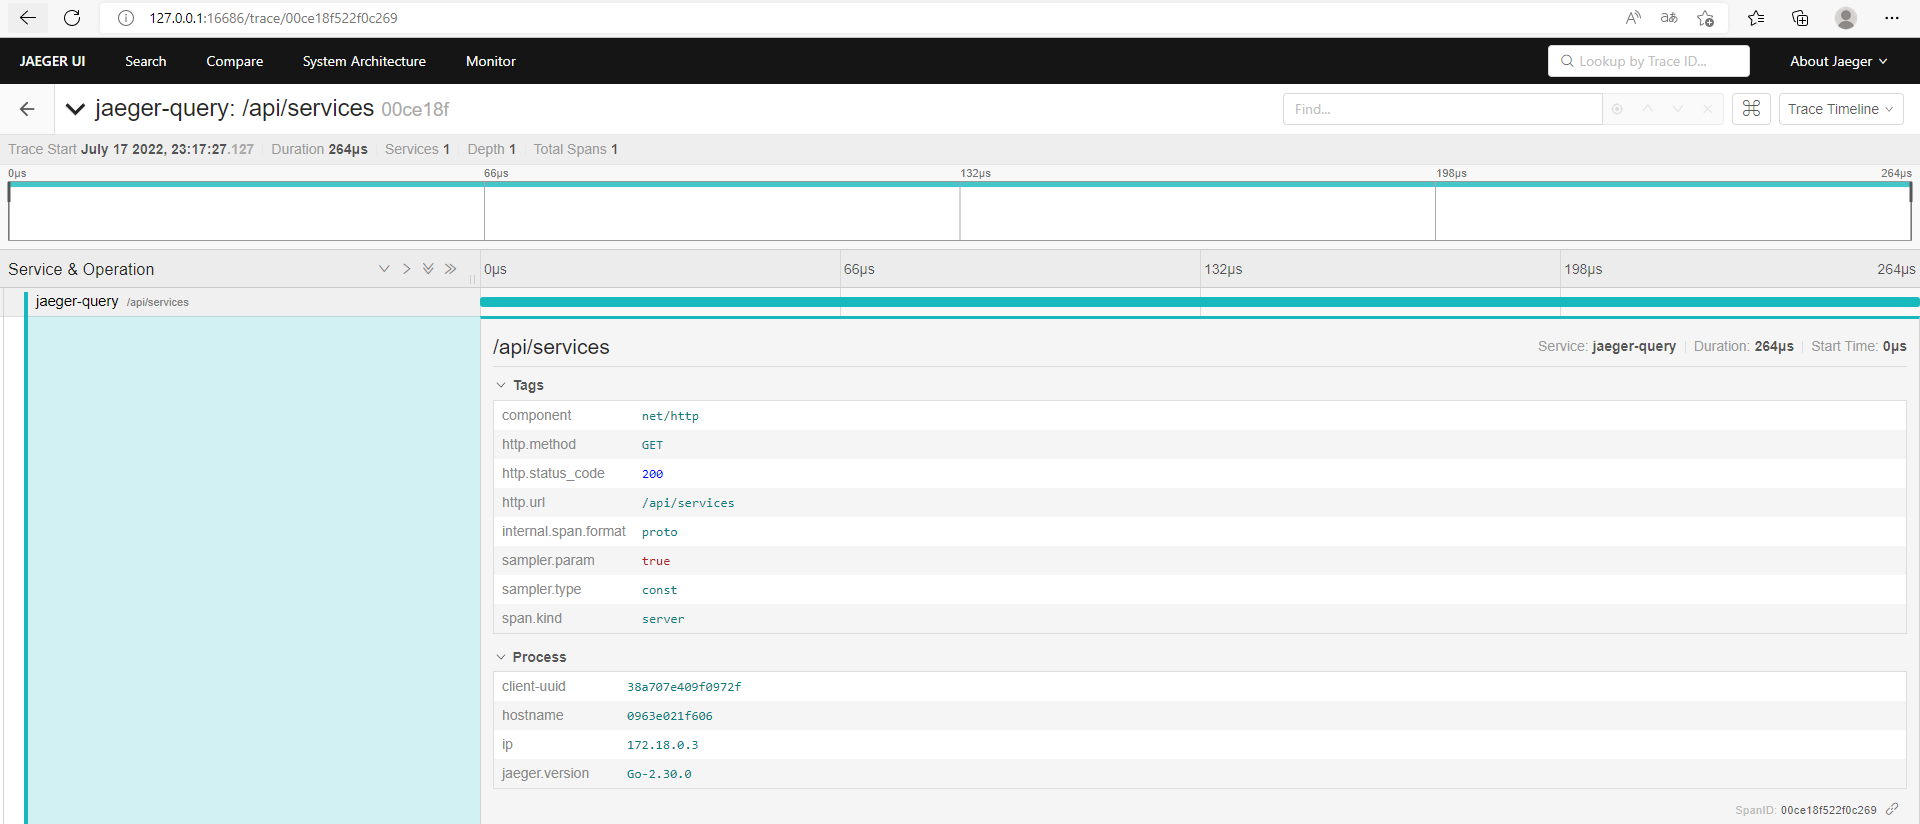 127.0.0.1:16686/trace/00ce18f522f0c269
JAEGER UI Search Compare System Architecture Monitor Lookup by Trace ID... About Jaeger
jaeger-query: /api/services 00ce18f Find... Trace Timeline
Trace Start July 17 2022, 23:17:27.127 Duration 264μs Services 1 Depth 1 Total Spans 1
0μs 66μs 132μs 198μs 264μs
Service & Operation 0μs 66μs 132μs 198μs 264μs
jaeger-query /api/services
/api/services Service: jaeger-query Duration: 264μs Start Time: 0μs
Tags
component net/http
http.method GET
http.status_code 200
http.url /api/services
internal.span.format proto
sampler.param true
sampler.type const
span.kind server
Process
client-uuid 38a707e409f0972f
hostname 0963e021f606
ip 172.18.0.3
jaeger.version Go-2.30.0
SpanID: 00ce18f522f0c269